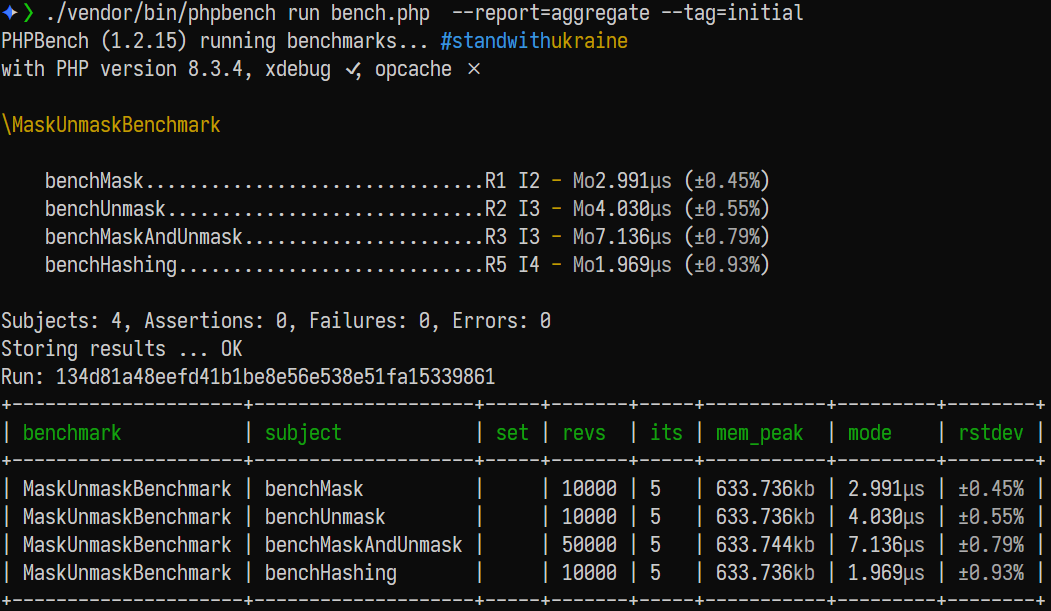 ❯ ./vendor/bin/phpbench run bench.php  --report=aggregate --tag=initial
PHPBench (1.2.15) running benchmarks... #standwithukraine
with PHP version 8.3.4, xdebug ✔, opcache ❌
\MaskUnmaskBenchmark
    benchMask...............................R1 I2 - Mo2.991μs (±0.45%)
    benchUnmask.............................R2 I3 - Mo4.030μs (±0.55%)
    benchMaskAndUnmask......................R3 I3 - Mo7.136μs (±0.79%)
    benchHashing............................R5 I4 - Mo1.969μs (±0.93%)
Subjects: 4, Assertions: 0, Failures: 0, Errors: 0
Storing results ... OK
Run: 134d81a48eefd41b1be8e56e538e51fa15339861
+---------------------+--------------------+-----+-------+-----+-----------+---------+--------+
| benchmark           | subject            | set | revs  | its | mem_peak  | mode    | rstdev |
+---------------------+--------------------+-----+-------+-----+-----------+---------+--------+
| MaskUnmaskBenchmark | benchMask          |     | 10000 | 5   | 633.736kb | 2.991μs | ±0.45% |
| MaskUnmaskBenchmark | benchUnmask        |     | 10000 | 5   | 633.736kb | 4.030μs | ±0.55% |
| MaskUnmaskBenchmark | benchMaskAndUnmask |     | 50000 | 5   | 633.744kb | 7.136μs | ±0.79% |
| MaskUnmaskBenchmark | benchHashing       |     | 10000 | 5   | 633.736kb | 1.969μs | ±0.93% |
+---------------------+--------------------+-----+-------+-----+-----------+---------+--------+